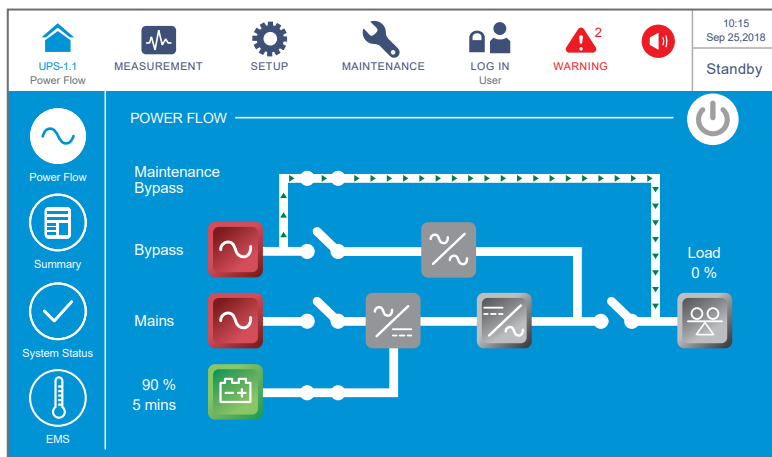 UPS-1.1
Power Flow
MEASUREMENT
SETUP
MAINTENANCE
LOG IN
User
2
WARNING
10:15
Sep 25,2018
Standby
Power Flow
Summary
System Status
EMS
POWER FLOW
Maintenance
Bypass
Bypass
Load
0 %
Mains
90 %
5 mins